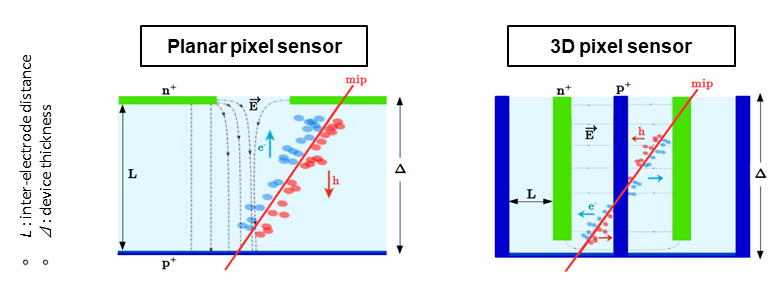 Planar pixel sensor
3D pixel sensor
◦ L : inter-electrode distance
◦ Δ : device thickness
n⁺
E
mip
L
e⁻
h
Δ
p⁺
n⁺
p⁺
mip
E
h
L
e⁻
h
Δ